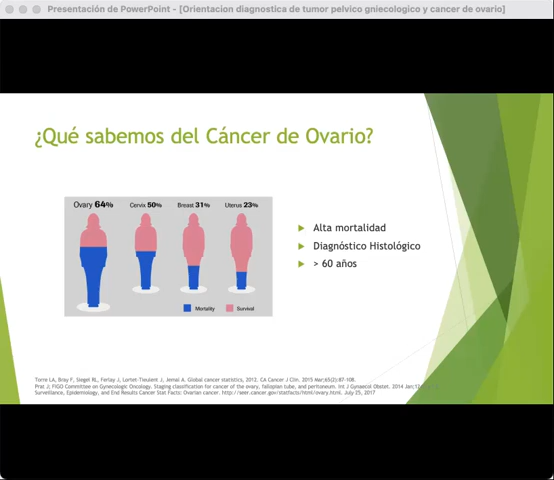 Presentación de PowerPoint - [Orientacion diagnostica de tumor pelvico gniecologico y cancer de ovario]
¿Qué sabemos del Cáncer de Ovario?
Ovary 64% Cervix 50% Breast 31% Uterus 23%
Mortality Survival
Alta mortalidad
Diagnóstico Histológico
> 60 años
Torre LA, Bray F, Siegel RL, Ferlay J, Lortet-Tieulent J, Jemal A. Global cancer statistics, 2012. CA Cancer J Clin. 2015 Mar;65(2):87-108.
Prat J; FIGO Committee on Gynecologic Oncology. Staging classification for cancer of the ovary, fallopian tube, and peritoneum. Int J Gynaecol Obstet. 2014 Jan;
Surveillance, Epidemiology, and End Results Cancer Stat Facts: Ovarian cancer. http://seer.cancer.gov/statfacts/html/ovary.html. July 25, 2017